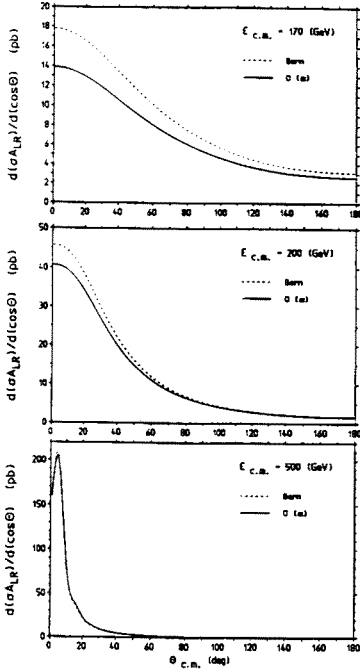 20
18
16
14
12
10
8
6
4
2
0
d(σA_LR)/d(cosΘ) (pb)
E c.m. - 170 (GeV)
Born
O (α)
0 20 40 60 80 100 120 140 160 180
50
40
30
20
10
0
d(σA_LR)/d(cosΘ) (pb)
E c.m. - 200 (GeV)
Born
O (α)
0 20 40 60 80 100 120 140 160 180
200
150
100
50
0
d(σA_LR)/d(cosΘ) (pb)
E c.m. -500 (GeV)
Born
O (α)
0 20 40 60 80 100 120 140 160 180
Θ c.m. (deg)